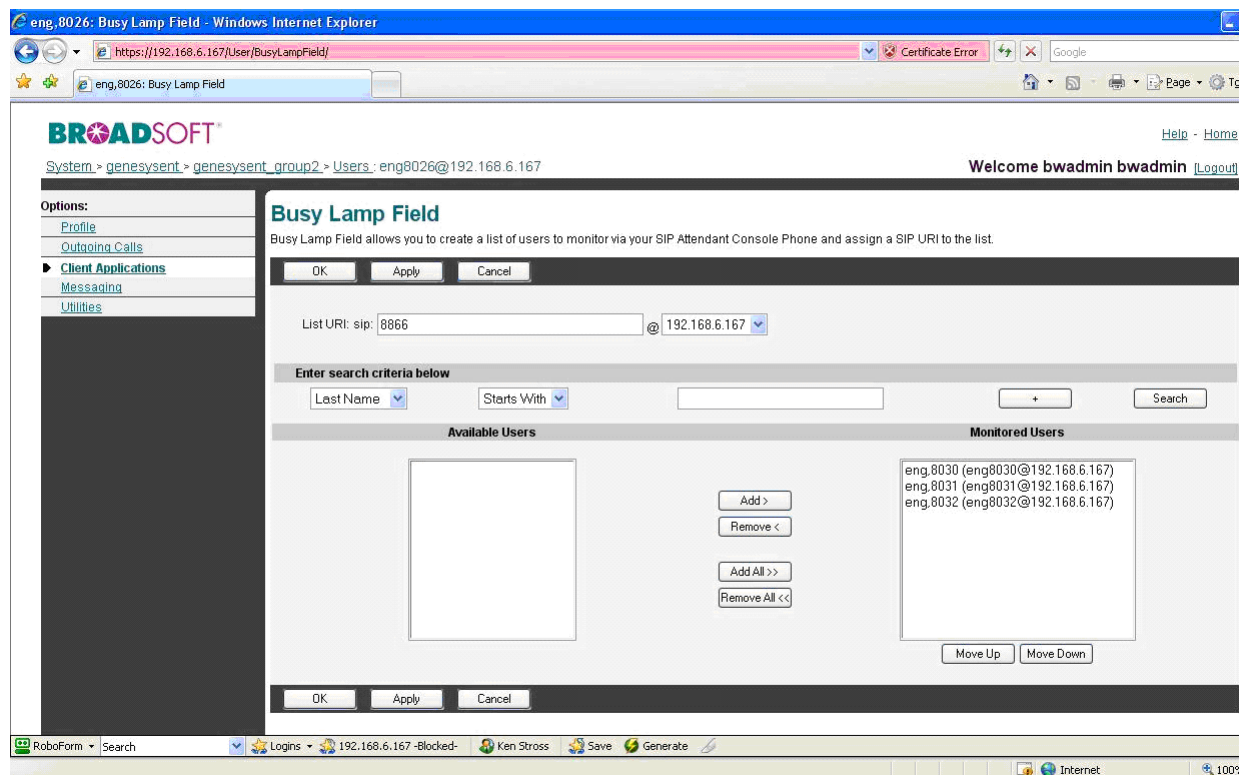 eng,8026: Busy Lamp Field - Windows Internet Explorer
https://192.168.6.167/User/BusyLampField/
Certificate Error
Google
eng,8026: Busy Lamp Field
Page
BROADSOFT
Help - Home
System > genesysent > genesysent_group2 > Users : eng8026@192.168.6.167
Welcome bwadmin bwadmin [Logout]
Options:
Profile
Outgoing Calls
Client Applications
Messaging
Utilities
Busy Lamp Field
Busy Lamp Field allows you to create a list of users to monitor via your SIP Attendant Console Phone and assign a SIP URI to the list.
OK Apply Cancel
List URI: sip: 8866 @ 192.168.6.167
Enter search criteria below
Last Name Starts With + Search
Available Users Monitored Users
eng,8030 (eng8030@192.168.6.167)
eng,8031 (eng8031@192.168.6.167)
eng,8032 (eng8032@192.168.6.167)
Add >
Remove <
Add All >>
Remove All <<
Move Up Move Down
OK Apply Cancel
RoboForm Search Logins 192.168.6.167 -Blocked- Ken Stross Save Generate
Internet 100%